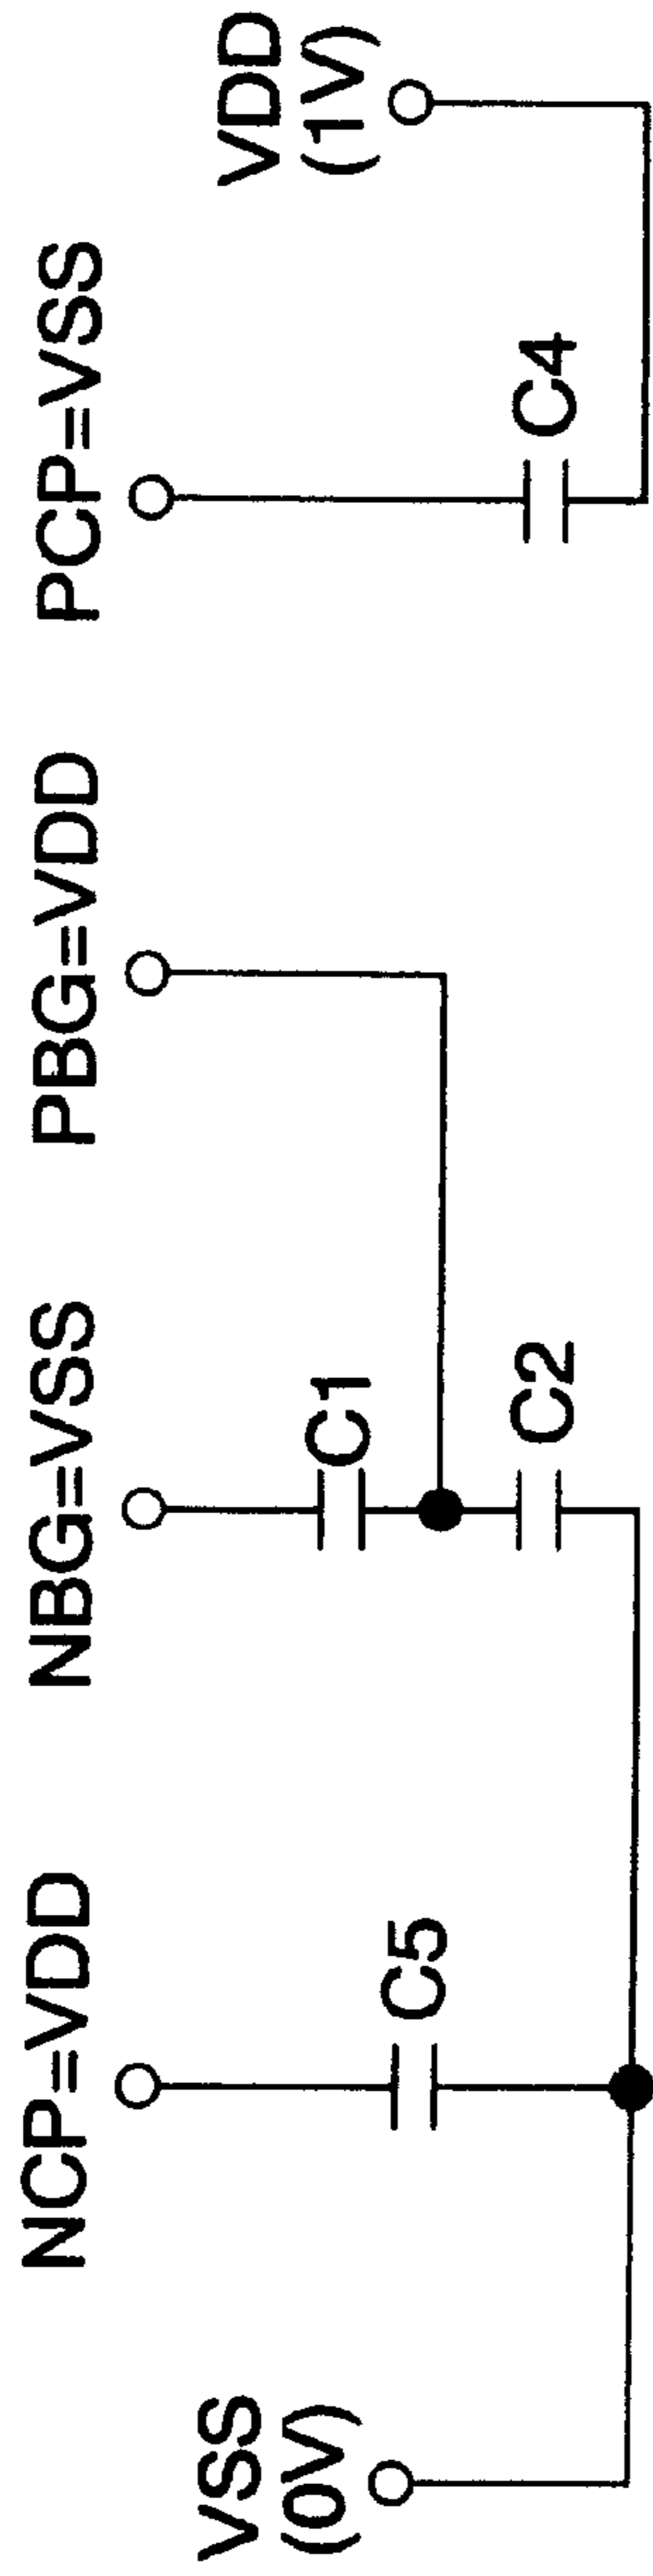 NCP=VDD
NBG=VSS
PBG=VDD
PCP=VSS
VSS
(0V)
C5
C1
C2
C4
VDD
(1V)